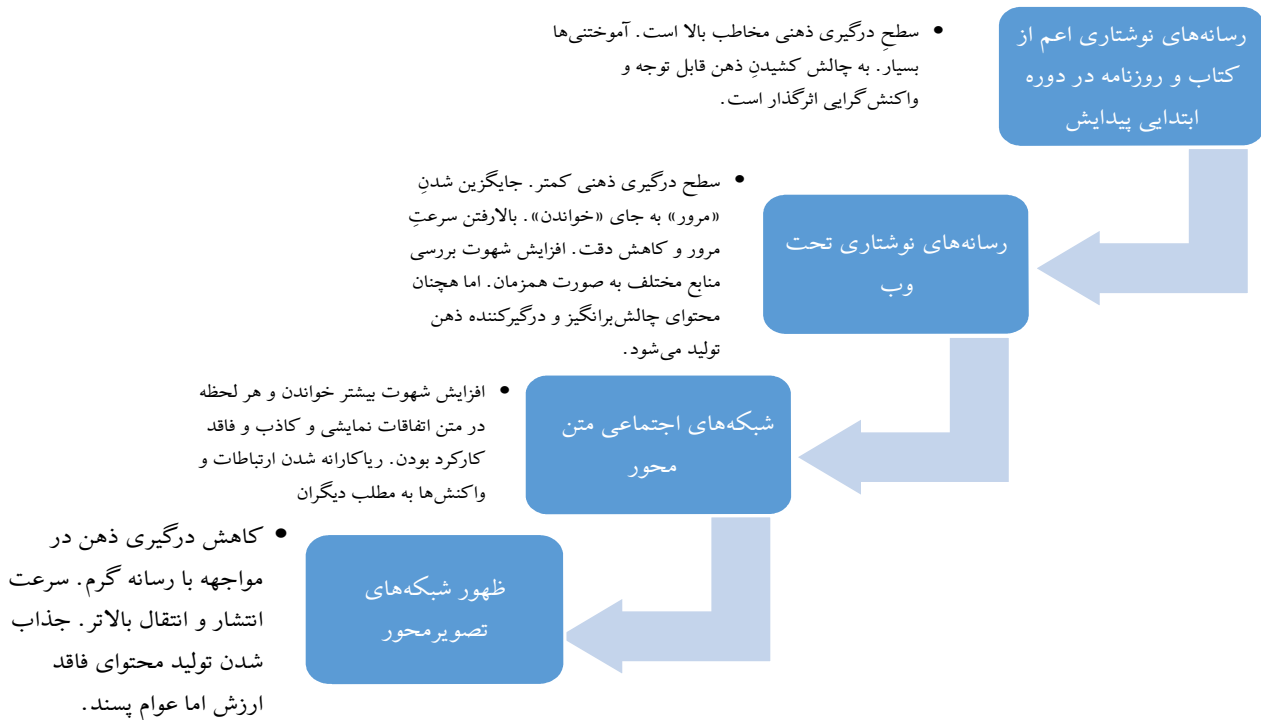 رسانه‌های نوشتاری اعم از
کتاب و روزنامه در دوره
ابتدایی پیدایش
• سطحِ درگیری ذهنی مخاطب بالا است. آموختنی‌ها
بسیار. به چالش کشیدنِ ذهن قابل توجه و
واکنش‌گرایی اثرگذار است.
رسانه‌های نوشتاری تحت
وب
• سطح درگیری ذهنی کمتر. جایگزین شدنِ
«مرور» به جای «خواندن». بالارفتن سرعتِ
مرور و کاهش دقت. افزایش شهوت بررسی
منابع مختلف به صورت همزمان. اما هچنان
محتوای چالش‌برانگیز و درگیرکننده ذهن
تولید می‌شود.
شبکه‌های اجتماعی متن
محور
• افزایش شهوت بیشتر خواندن و هر لحظه
در متن اتفاقات نمایشی و کاذب و فاقد
کارکرد بودن. ریاکارانه شدن ارتباطات و
واکنش‌ها به مطلب دیگران
ظهور شبکه‌های
تصویرمحور
• کاهش درگیری ذهن در
مواجهه با رسانه گرم. سرعت
انتشار و انتقال بالاتر. جذاب
شدن تولید محتوای فاقد
ارزش اما عوام پسند.